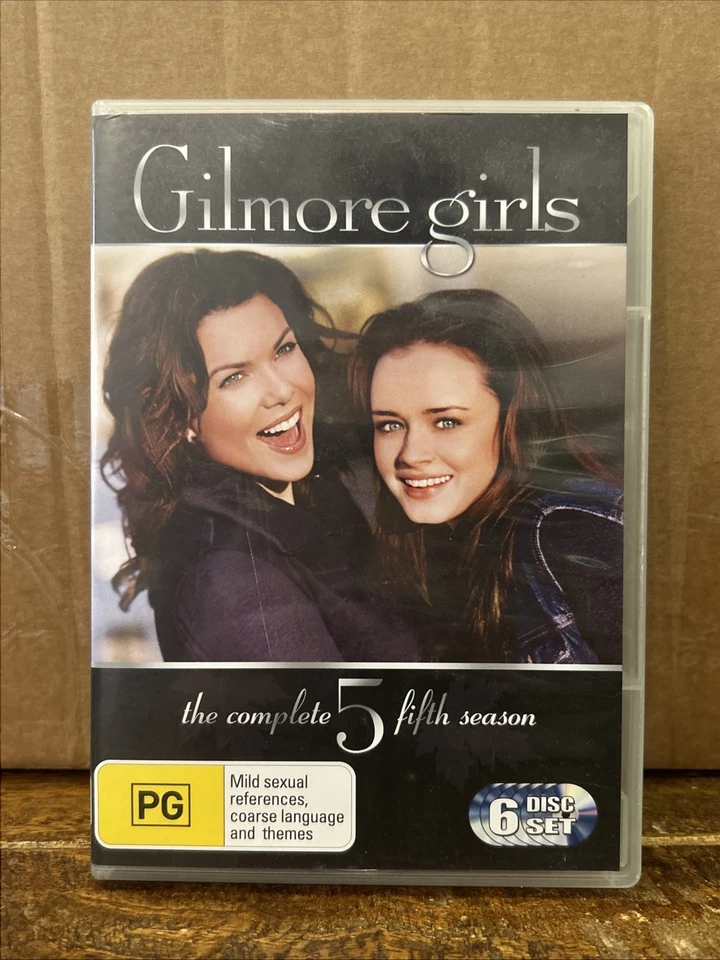 Gilmore girls
the complete 5 fifth season
PG
Mild sexual
references,
coarse language
and themes
6 DISC
SET